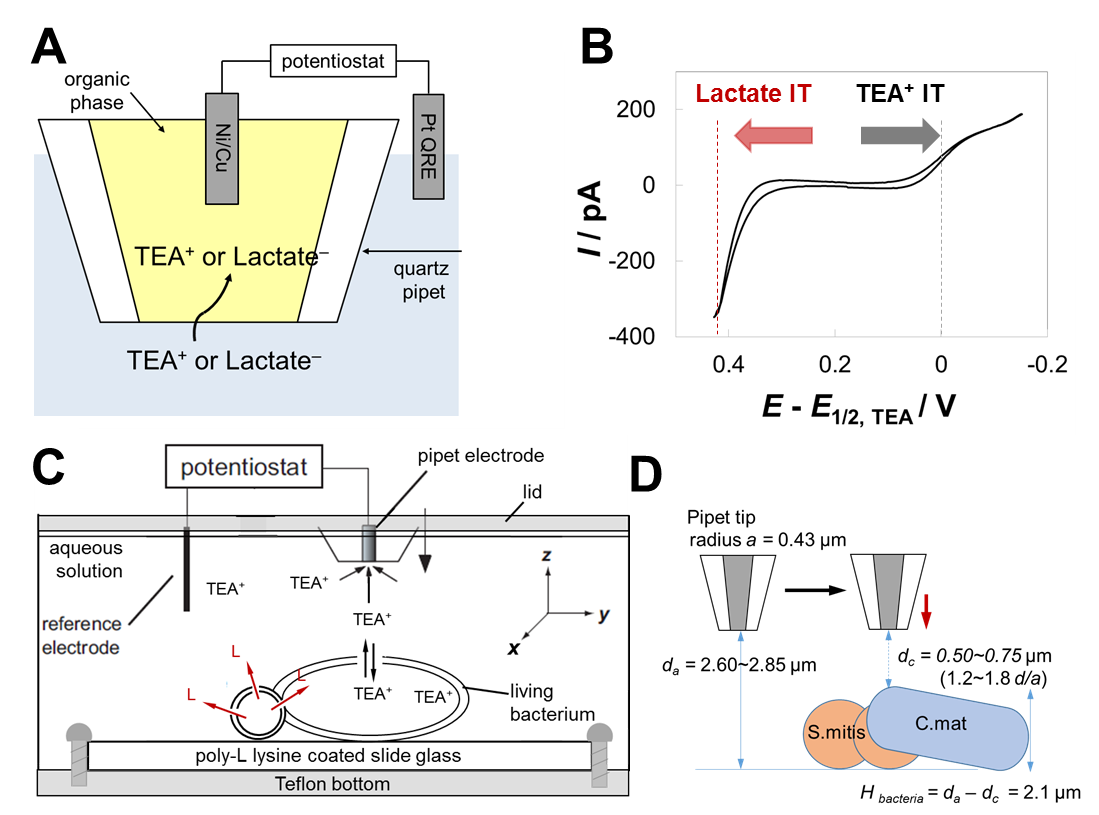 A
potentiostat
organic
phase
Ni/Cu
Pt QRE
TEA⁺ or Lactate⁻
quartz
pipet
TEA⁺ or Lactate⁻
B
Lactate IT
TEA⁺ IT
200
0
-200
-400
I / pA
0.4
0.2
0
-0.2
E - E1/2, TEA / V
C
potentiostat
pipet electrode
lid
aqueous
solution
TEA⁺
TEA⁺
z
y
x
reference
electrode
TEA⁺
L
L
L
TEA⁺
TEA⁺
living
bacterium
poly-L lysine coated slide glass
Teflon bottom
D
Pipet tip
radius a = 0.43 µm
da = 2.60~2.85 µm
dc = 0.50~0.75 µm
(1.2~1.8 d/a)
S.mitis
C.mat
H bacteria = da – dc = 2.1 µm